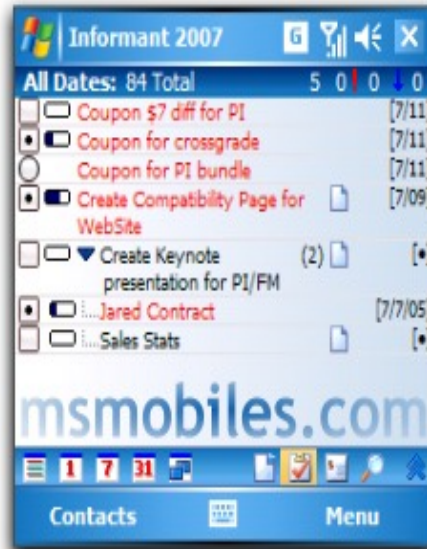 Informant 2007 G
All Dates: 84 Total 5 0 0 0
Coupon $7 diff for PI [7/11
Coupon for crossgrade [7/11
Coupon for PI bundle [7/11
Create Compatibility Page for [7/09
WebSite
Create Keynote (2) [•
presentation for PI/FM
Jared Contract [7/7/05]
Sales Stats [•
msmobiles.com
1 7 31
Contacts Menu